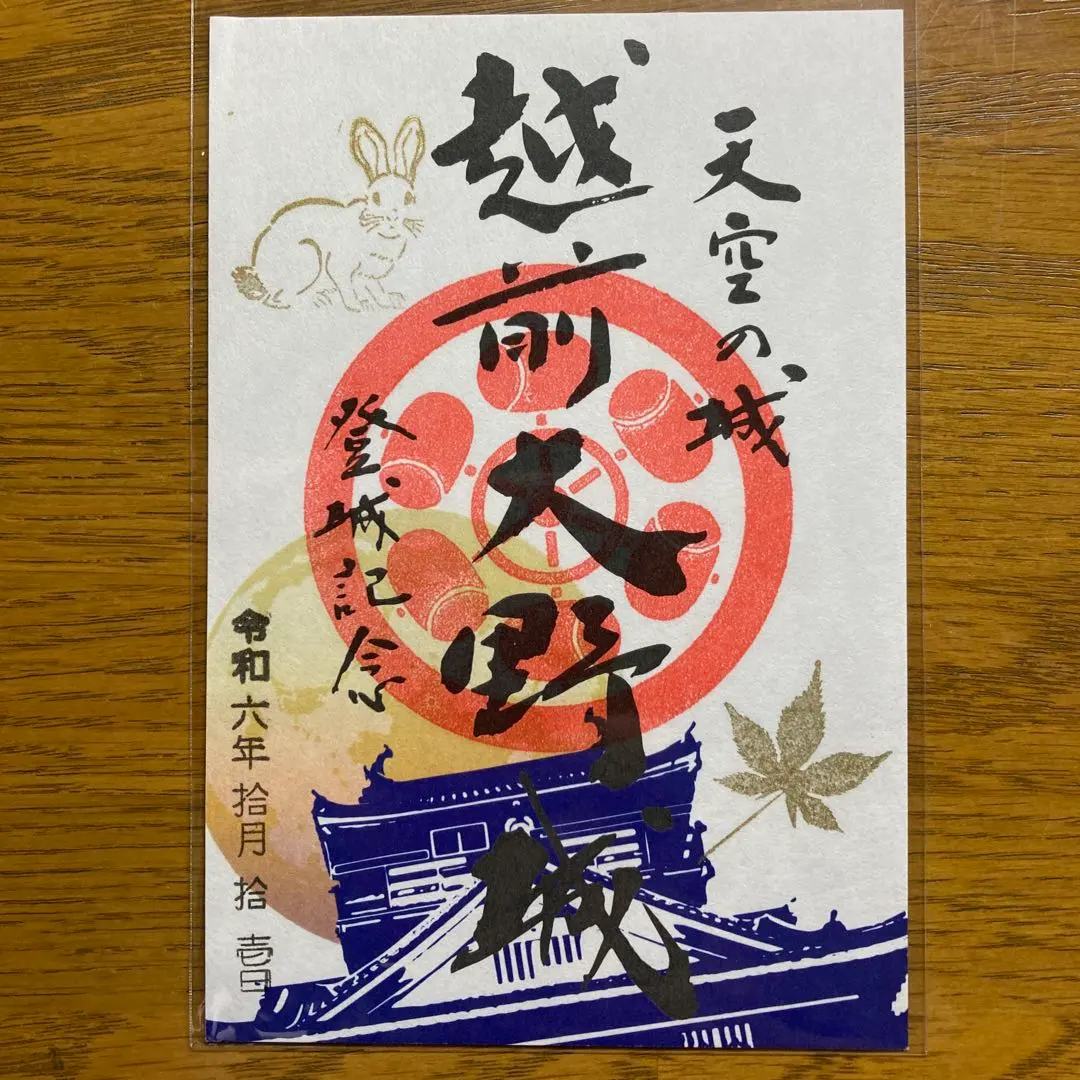 天空の城
越前大野城
登城記念
令和六年拾月拾壱日